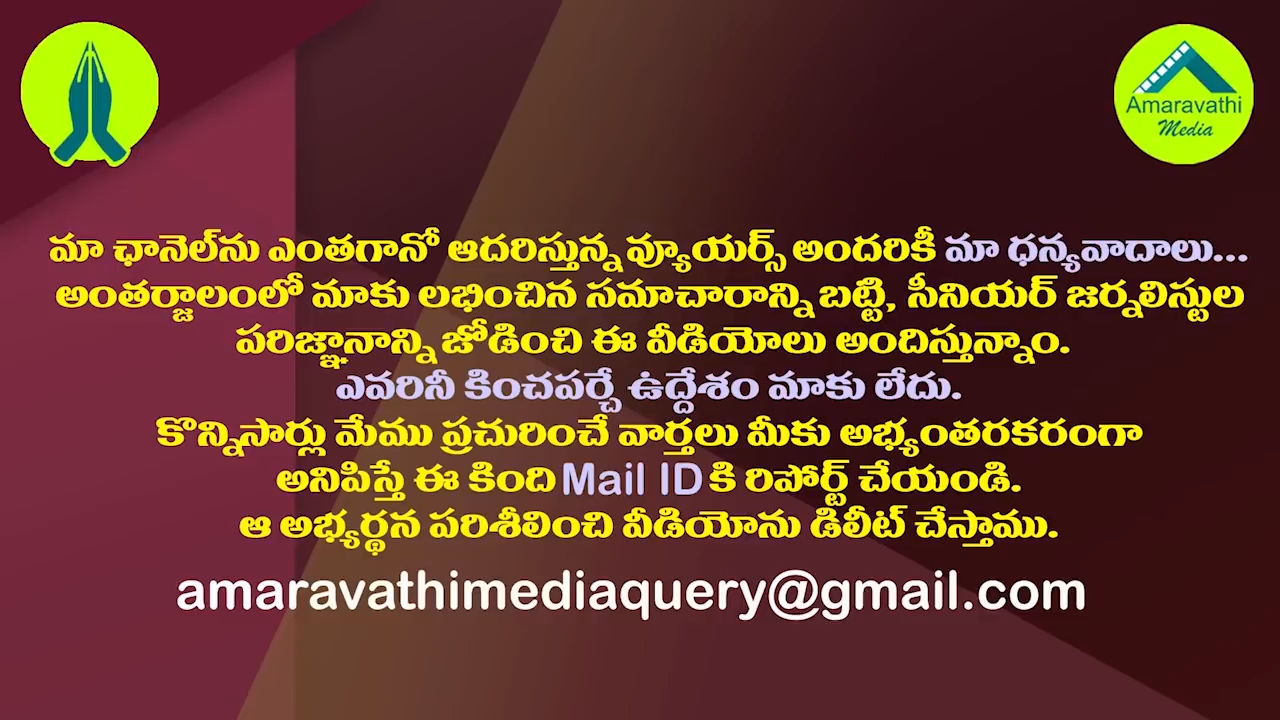 Amaravathi
Media
మా ఛానెల్‌ను ఎంతగానో ఆదరిస్తున్న వ్యూయర్స్ అందరికీ మా ధన్యవాదాలు...
అంతర్జాలంలో మాకు లభించిన సమాచారాన్ని బట్టి, సీనియర్ జర్నలిస్టుల
పరిజ్ఞానాన్ని జోడించి ఈ వీడియోలు అందిస్తున్నాం.
ఎవరినీ కించపర్చే ఉద్దేశం మాకు లేదు.
కొన్నిసార్లు మేము ప్రచురించే వార్తలు మీకు అభ్యంతరకరంగా
అనిపిస్తే ఈ కింది Mail ID కి రిపోర్ట్ చేయండి.
ఆ అభ్యర్థన పరిశీలించి వీడియోను డిలీట్ చేస్తాము.
amaravathimediaquery@gmail.com